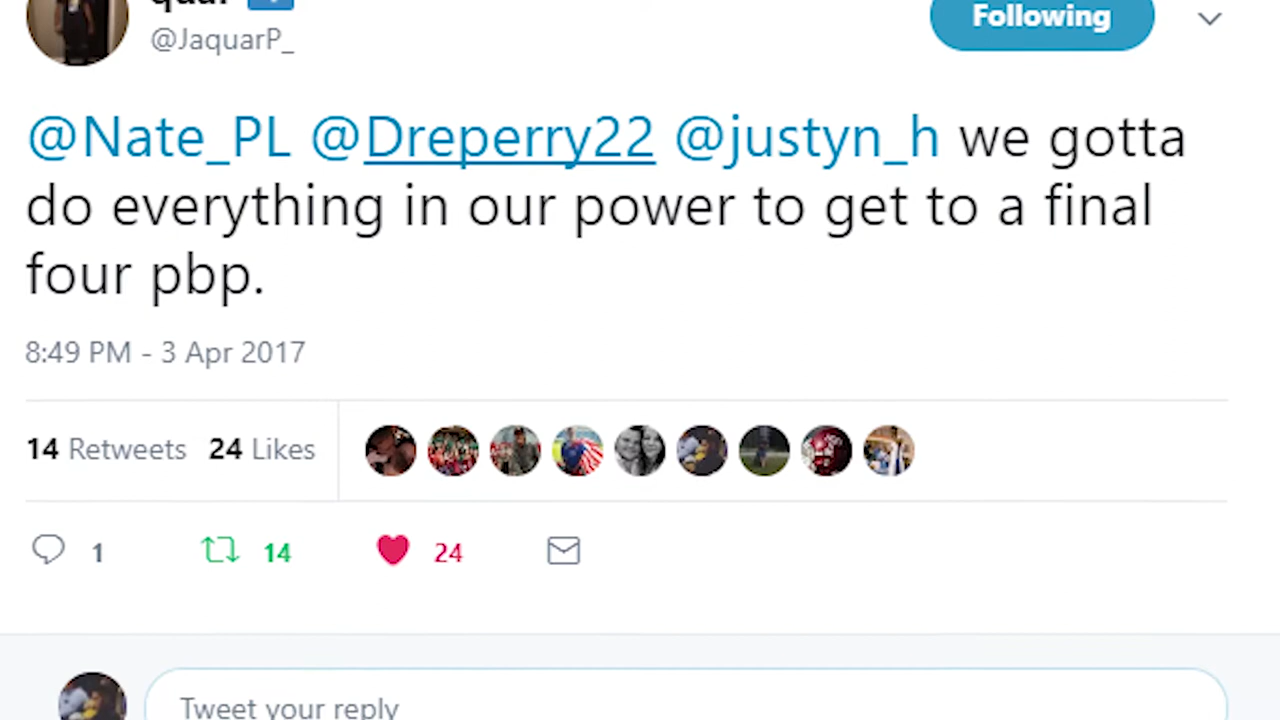 Following
@JaquarP_
@Nate_PL @Dreperry22 @justyn_h we gotta
do everything in our power to get to a final
four pbp.
8:49 PM - 3 Apr 2017
14 Retweets 24 Likes
1 14 24
Tweet your reply